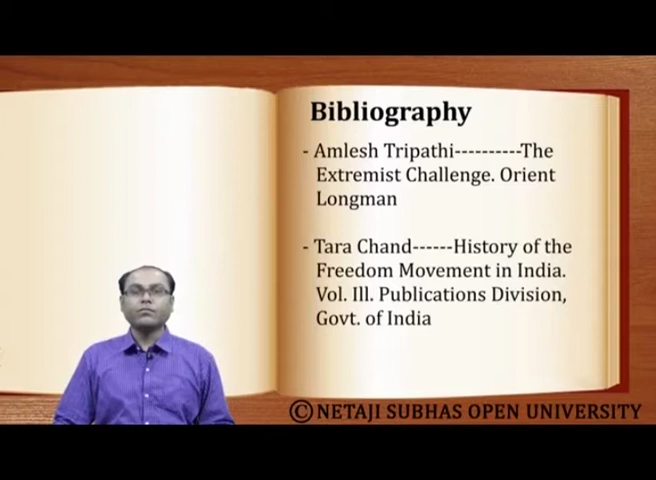 Bibliography
- Amlesh Tripathi----------The
Extremist Challenge. Orient
Longman
- Tara Chand------History of the
Freedom Movement in India.
Vol. Ill. Publications Division,
Govt. of India
©NETAJI SUBHAS OPEN UNIVERSITY